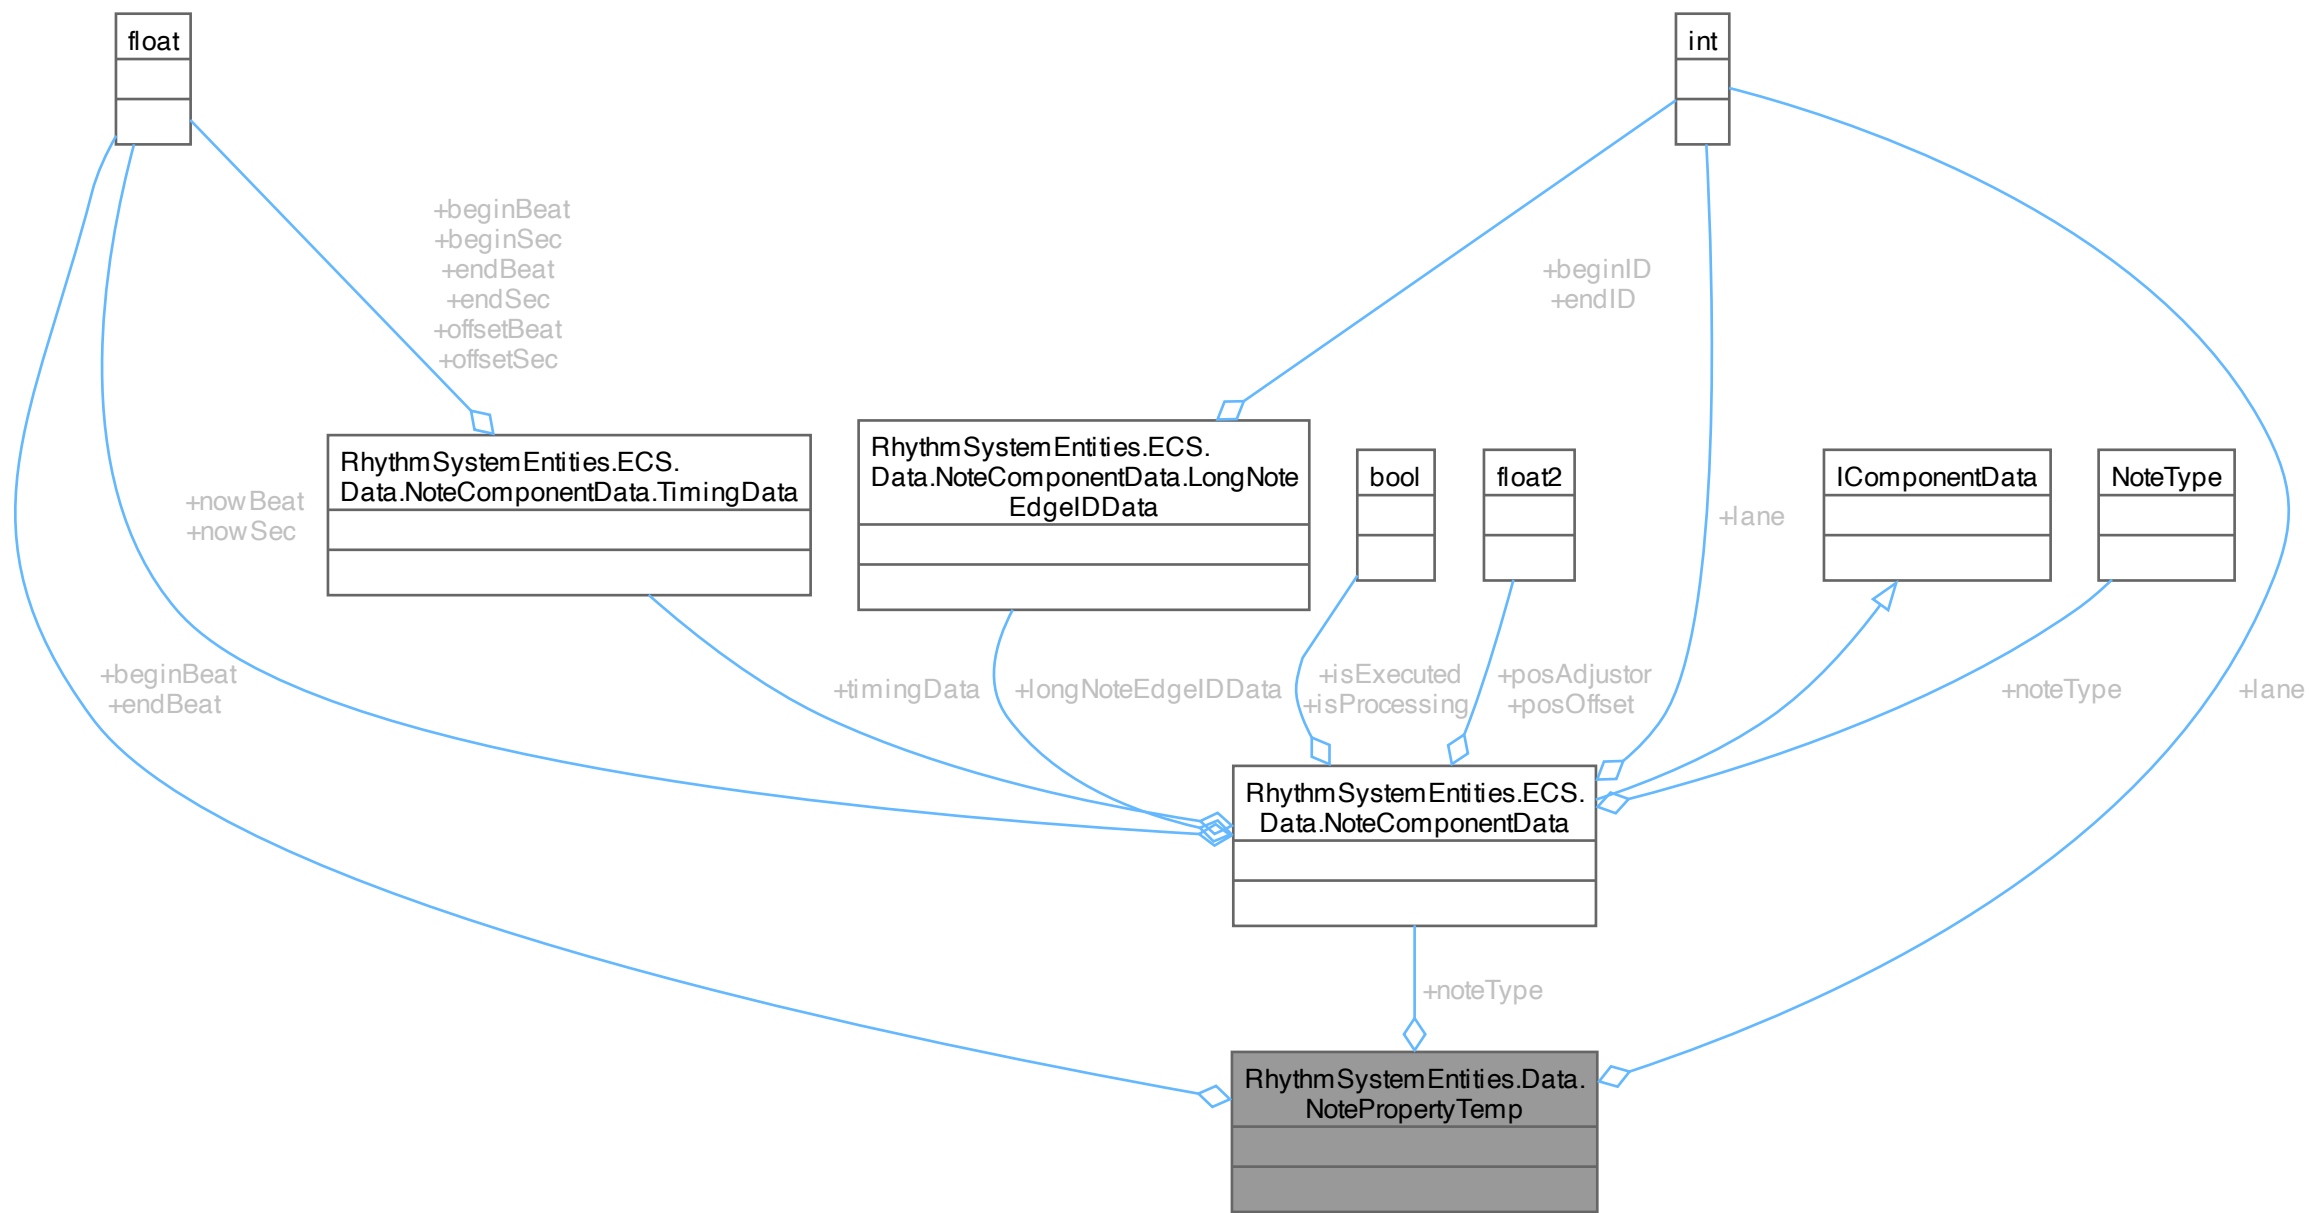 float
int
+beginBeat
+beginSec
+endBeat
+endSec
+offsetBeat
+offsetSec
+beginID
+endID
RhythmSystemEntities.ECS.
Data.NoteComponentData.TimingData
RhythmSystemEntities.ECS.
Data.NoteComponentData.LongNote
EdgeIDData
bool
float2
IComponentData
NoteType
+nowBeat
+nowSec
+lane
+beginBeat
+endBeat
+timingData
+longNoteEdgeIDData
+isExecuted
+isProcessing
+posAdjustor
+posOffset
+noteType
+lane
RhythmSystemEntities.ECS.
Data.NoteComponentData
+noteType
RhythmSystemEntities.Data.
NotePropertyTemp